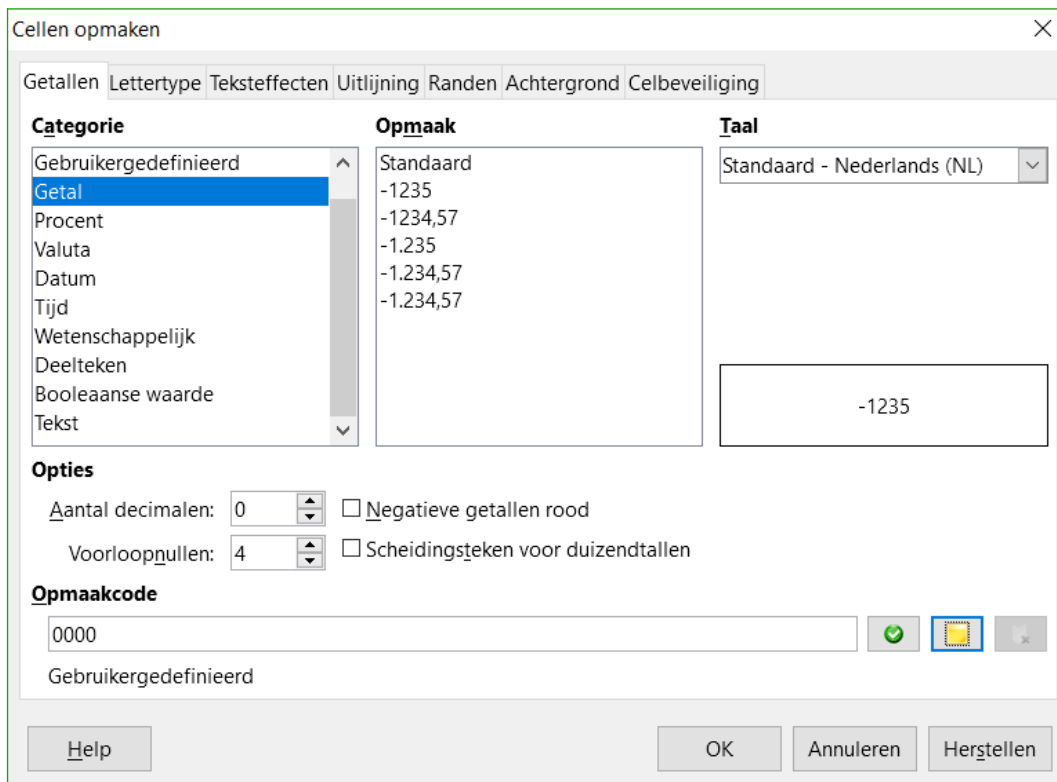 Cellen opmaken
Getallen Lettertype Teksteffecten Uitlijning Randen Achtergrond Celbeveiliging
Categorie
Gebruikergedefinieerd
Getal
Procent
Valuta
Datum
Tijd
Wetenschappelijk
Deelteken
Booleaanse waarde
Tekst
Opmaak
Standaard
-1235
-1234,57
-1.235
-1.234,57
-1.234,57
Taal
Standaard - Nederlands (NL)
-1235
Opties
Aantal decimalen: 0
Negatieve getallen rood
Voorloopnullen: 4
Scheidingsteken voor duizendtallen
Opmaakcode
0000
Gebruikergedefinieerd
Help OK Annuleren Herstellen